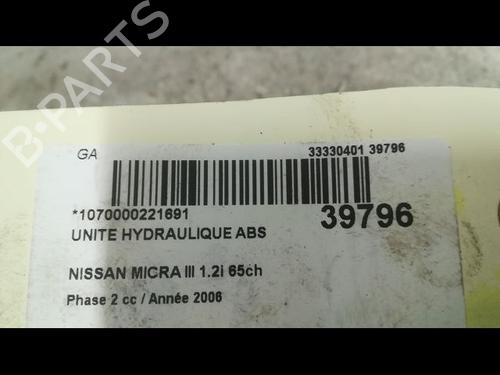 B-PARTS
GA
33330401 39796
*1070000221691
39796
UNITE HYDRAULIQUE ABS
NISSAN MICRA III 1.2i 65ch
Phase 2 cc / Année 2006